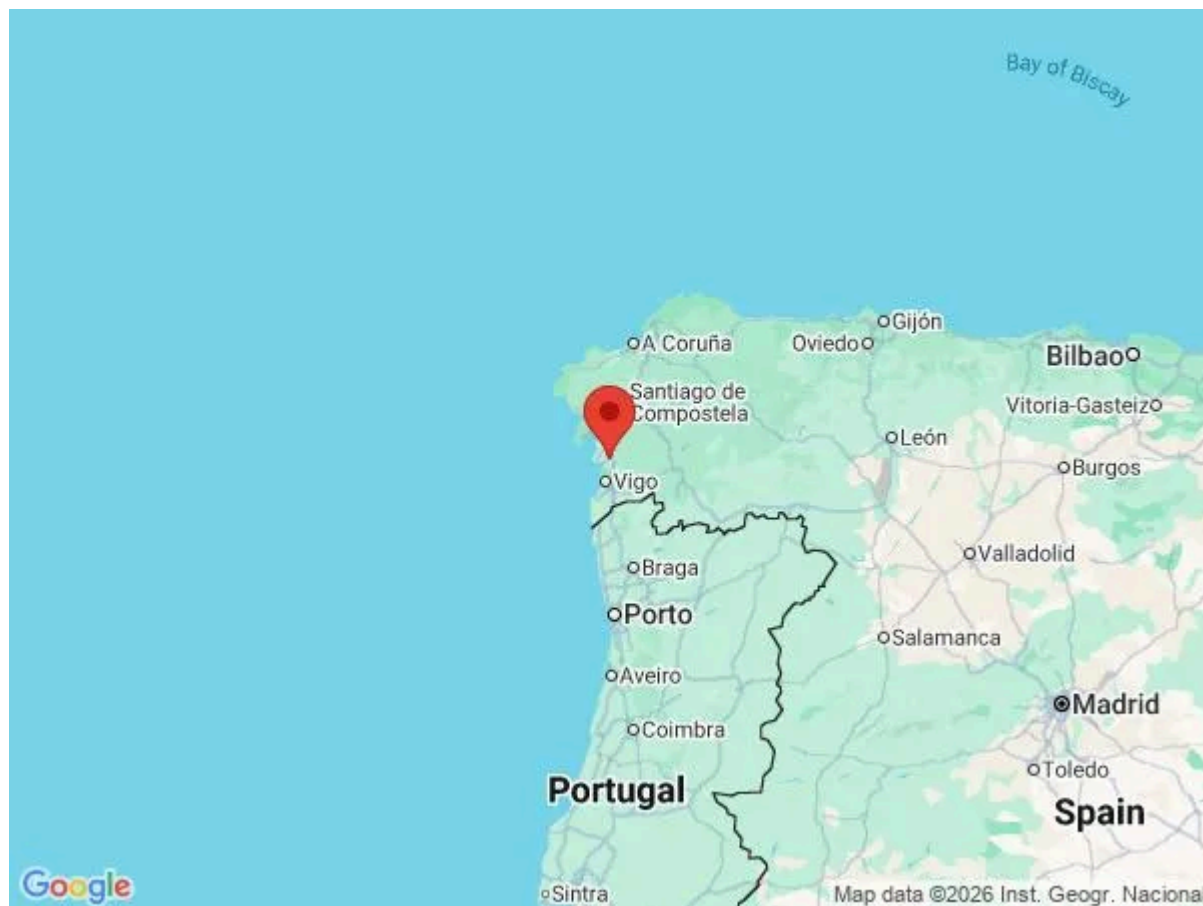 Bay of Biscay
Gijón
A Coruña
Oviedo
Bilbao
Santiago de
Compostela
Vitoria-Gasteiz
León
Burgos
Vigo
Valladolid
Braga
Porto
Salamanca
Aveiro
Madrid
Coimbra
Toledo
Portugal
Spain
Google
Sintra
Map data ©2026 Inst. Geogr. Nacional